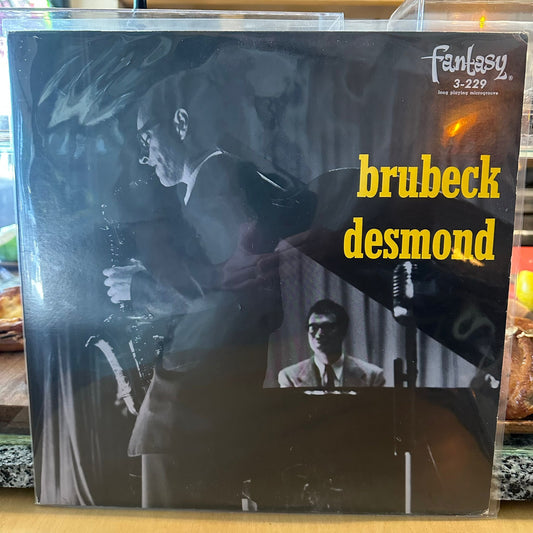 fantasy®
3-229
long playing microgroove
brubeck
desmond